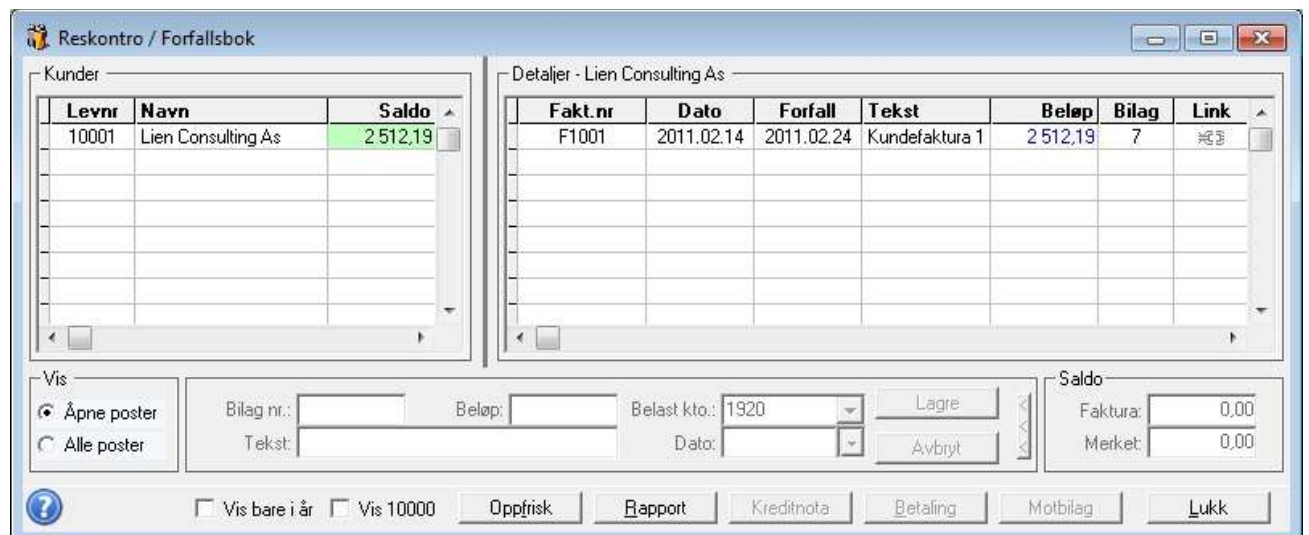 Reskontro / Forfallsbok
Kunder
Levnr Navn Saldo
10001 Lien Consulting As 2 512,19
Detaljer - Lien Consulting As
Fakt.nr Dato Forfall Tekst Beløp Bilag Link
F1001 2011.02.14 2011.02.24 Kundefaktura 1 2 512,19 7
Vis
Åpne poster
Alle poster
Bilag nr.: Beløp: Belast kto.: 1920 Lagre
Tekst: Dato: Avbryt
Saldo
Faktura: 0,00
Merket: 0,00
Vis bare i år Vis 10000 Oppfrisk Rapport Kreditnota Betaling Motbilag Lukk